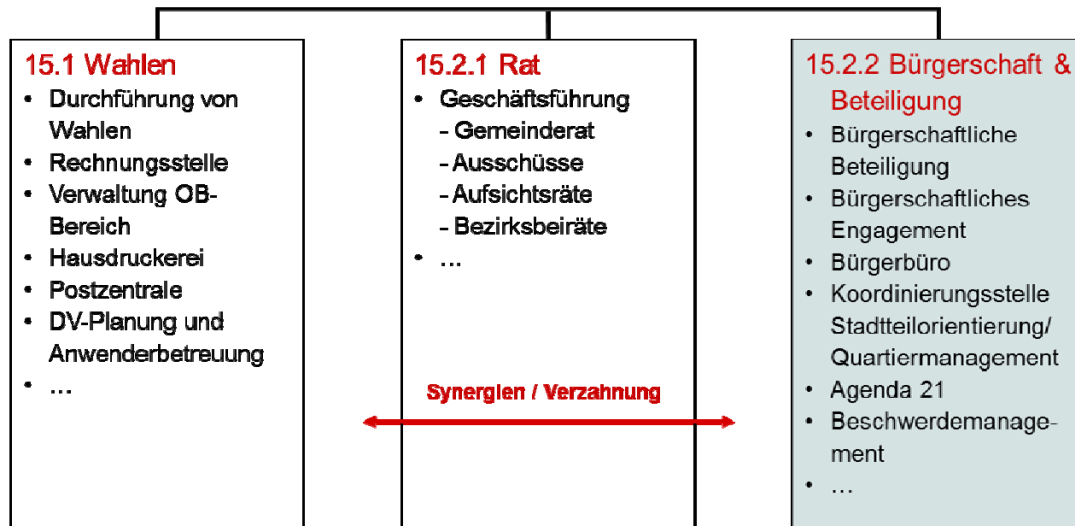 15.1 Wahlen
• Durchführung von
Wahlen
• Rechnungsstelle
• Verwaltung OB-
Bereich
• Hausdruckerei
• Postzentrale
• DV-Planung und
Anwenderbetreuung
• ...
15.2.1 Rat
• Geschäftsführung
- Gemeinderat
- Ausschüsse
- Aufsichtsräte
- Bezirksbeiräte
• ...
Synergien / Verzahnung
15.2.2 Bürgerschaft &
Beteiligung
• Bürgerschaftliche
Beteiligung
• Bürgerschaftliches
Engagement
• Bürgerbüro
• Koordinierungsstelle
Stadtteilorientierung/
Quartiermanagement
• Agenda 21
• Beschwerdemanage-
ment
• ...